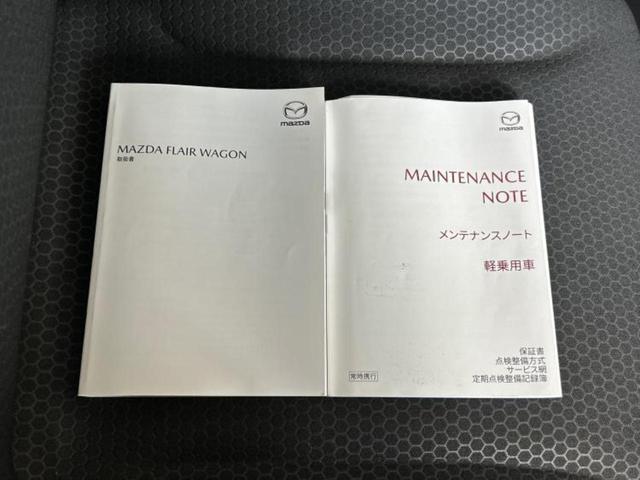 mazda
MAZDA FLAIR WAGON
取扱書
mazda
MAINTENANCE
NOTE
メンテナンスノート
軽乗用車
保証書
点検整備方式
サービス網
定期点検整備記録簿
常時携行